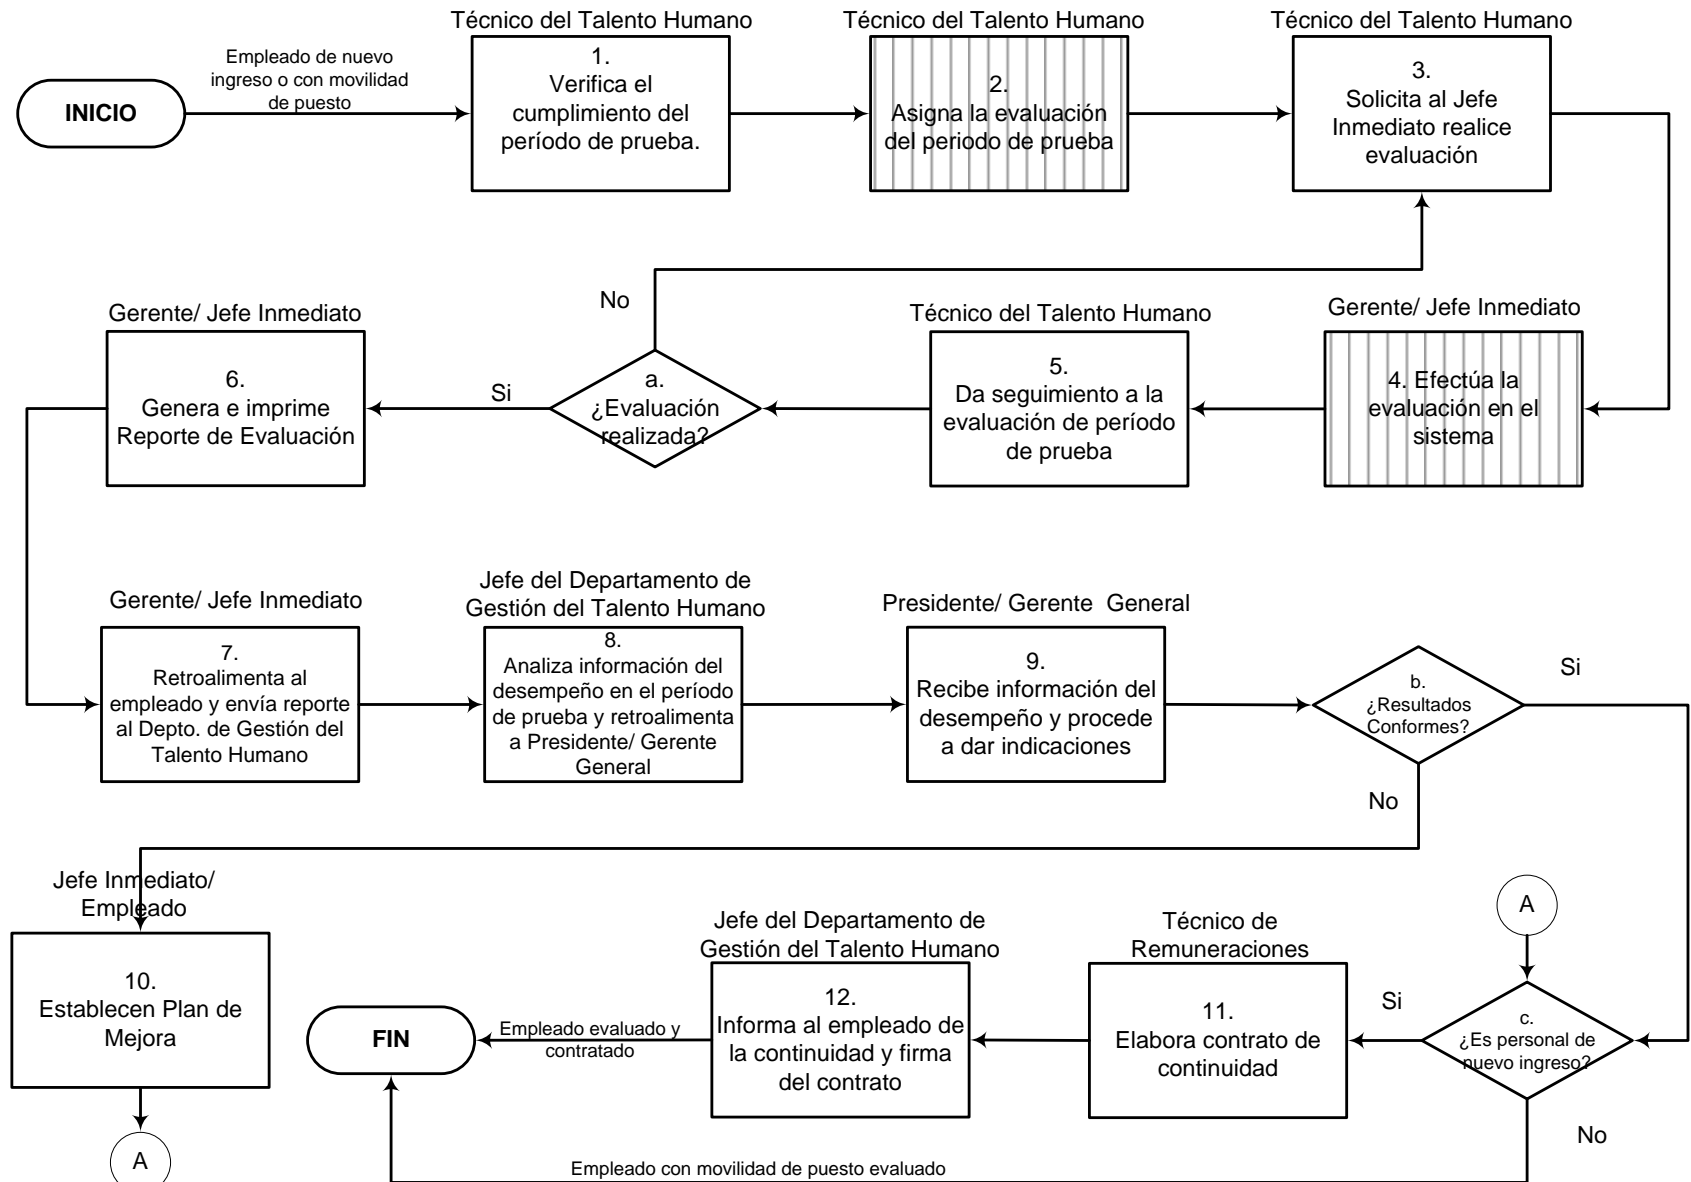 Técnico del Talento Humano
Técnico del Talento Humano
Técnico del Talento Humano
INICIO
Empleado de nuevo
ingreso o con movilidad
de puesto
1.
Verifica el
cumplimiento del
período de prueba.
2.
Asigna la evaluación
del periodo de prueba
3.
Solicita al Jefe
Inmediato realice
evaluación
Gerente/ Jefe Inmediato
4. Efectúa la
evaluación en el
sistema
Técnico del Talento Humano
5.
Da seguimiento a la
evaluación de período
de prueba
No
a.
¿Evaluación
realizada?
Si
Gerente/ Jefe Inmediato
6.
Genera e imprime
Reporte de Evaluación
Gerente/ Jefe Inmediato
7.
Retroalimenta al
empleado y envía reporte
al Depto. de Gestión del
Talento Humano
Jefe del Departamento de
Gestión del Talento Humano
8.
Analiza información del
desempeño en el período
de prueba y retroalimenta
a Presidente/ Gerente
General
Presidente/ Gerente  General
9.
Recibe información del
desempeño y procede
a dar indicaciones
b.
¿Resultados
Conformes?
Si
No
Jefe Inmediato/
Empleado
10.
Establecen Plan de
Mejora
A
A
c.
¿Es personal de
nuevo ingreso?
Si
No
Técnico de
Remuneraciones
11.
Elabora contrato de
continuidad
Jefe del Departamento de
Gestión del Talento Humano
12.
Informa al empleado de
la continuidad y firma
del contrato
Empleado evaluado y
contratado
FIN
Empleado con movilidad de puesto evaluado